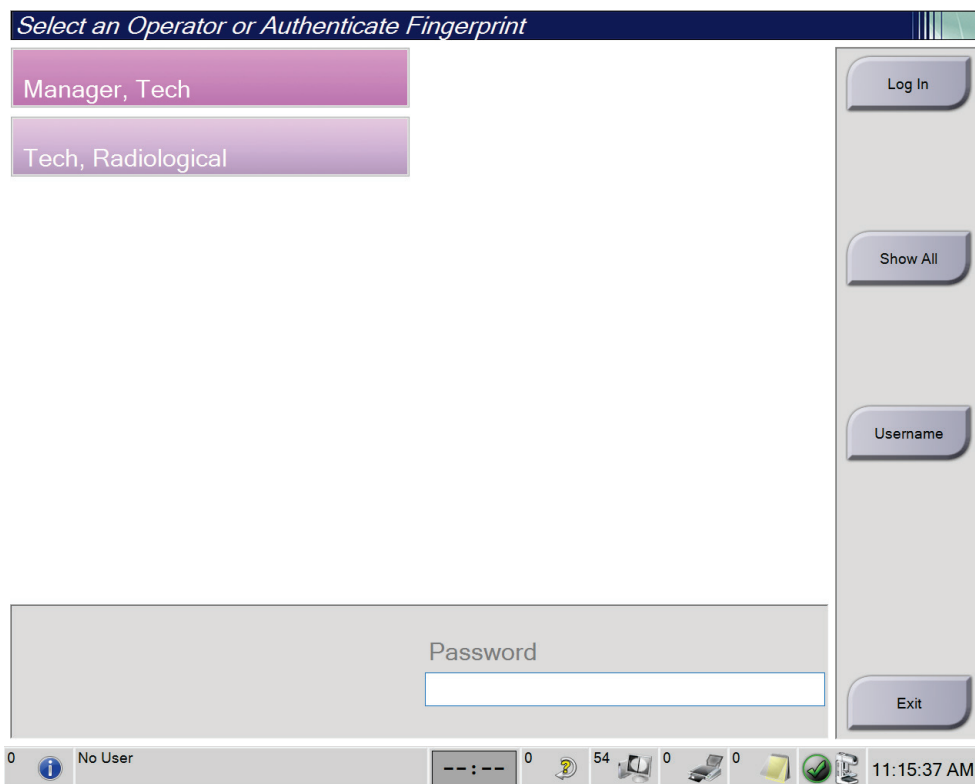 Select an Operator or Authenticate Fingerprint
Manager, Tech
Tech, Radiological
Log In
Show All
Username
Password
Exit
0
No User
--:--
0
54
0
0
11:15:37 AM